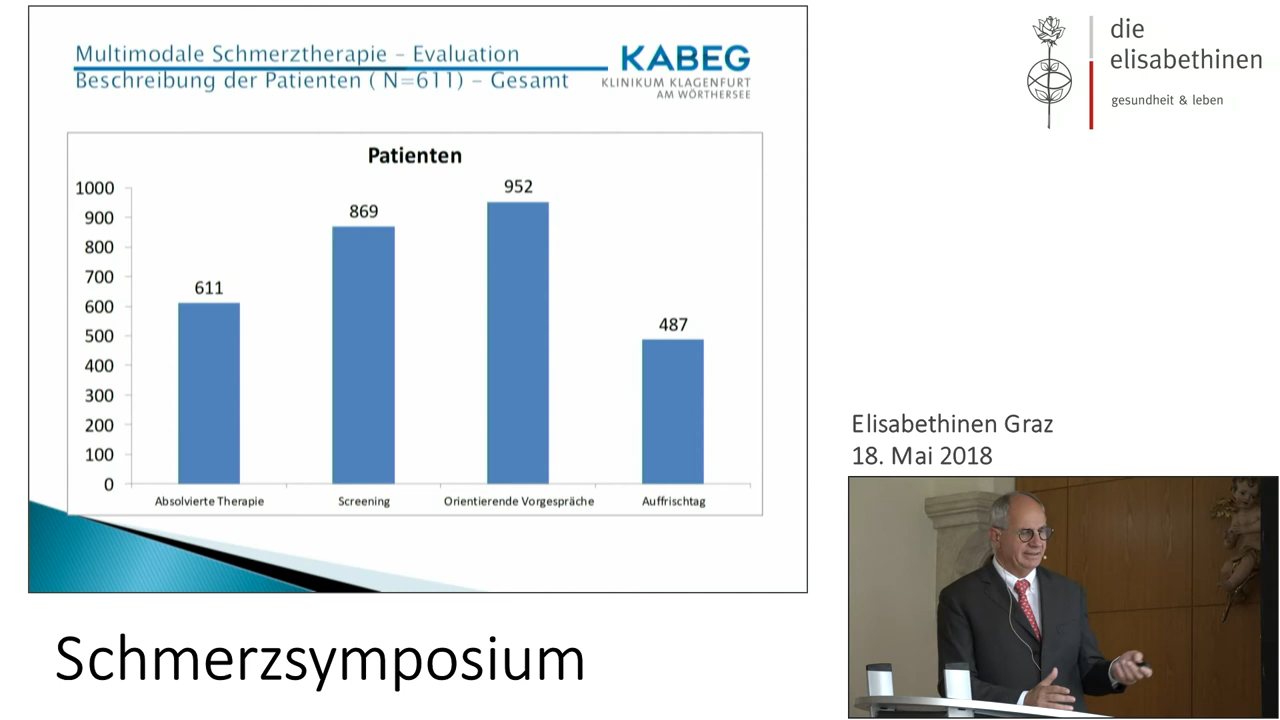 Multimodale Schmerztherapie – Evaluation
Beschreibung der Patienten ( N=611) – Gesamt
KABEG
KLINIKUM KLAGENFURT
AM WÖRTHERSEE
Patienten
1000
900
800
700
600
500
400
300
200
100
0
611
869
952
487
Absolvierte Therapie
Screening
Orientierende Vorgespräche
Auffrischtag
die
elisabethinen
gesundheit & leben
Elisabethinen Graz
18. Mai 2018
Schmerzsymposium